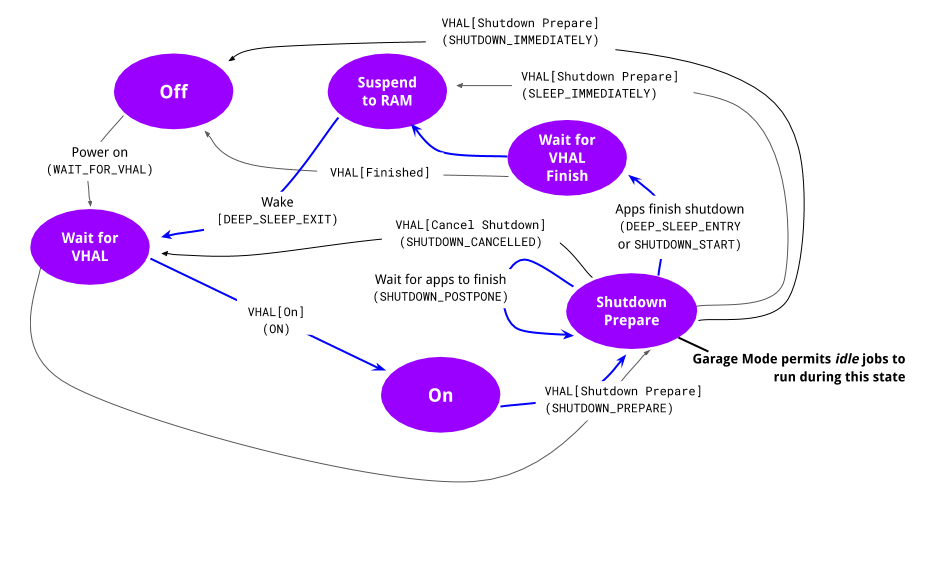 VHAL[Shutdown Prepare]
(SHUTDOWN_IMMEDIATELY)
Off
Suspend
to RAM
VHAL[Shutdown Prepare]
(SLEEP_IMMEDIATELY)
Power on
(WAIT_FOR_VHAL)
VHAL[Finished]
Wait for
VHAL
Finish
Wake
[DEEP_SLEEP_EXIT)
Apps finish shutdown
(DEEP_SLEEP_ENTRY
or SHUTDOWN_START)
Wait for
VHAL
VHAL[Cancel Shutdown]
(SHUTDOWN_CANCELLED)
Wait for apps to finish
(SHUTDOWN_POSTPONE)
Shutdown
Prepare
VHAL[On]
(ON)
Garage Mode permits idle jobs to
run during this state
On
VHAL[Shutdown Prepare]
(SHUTDOWN_PREPARE)